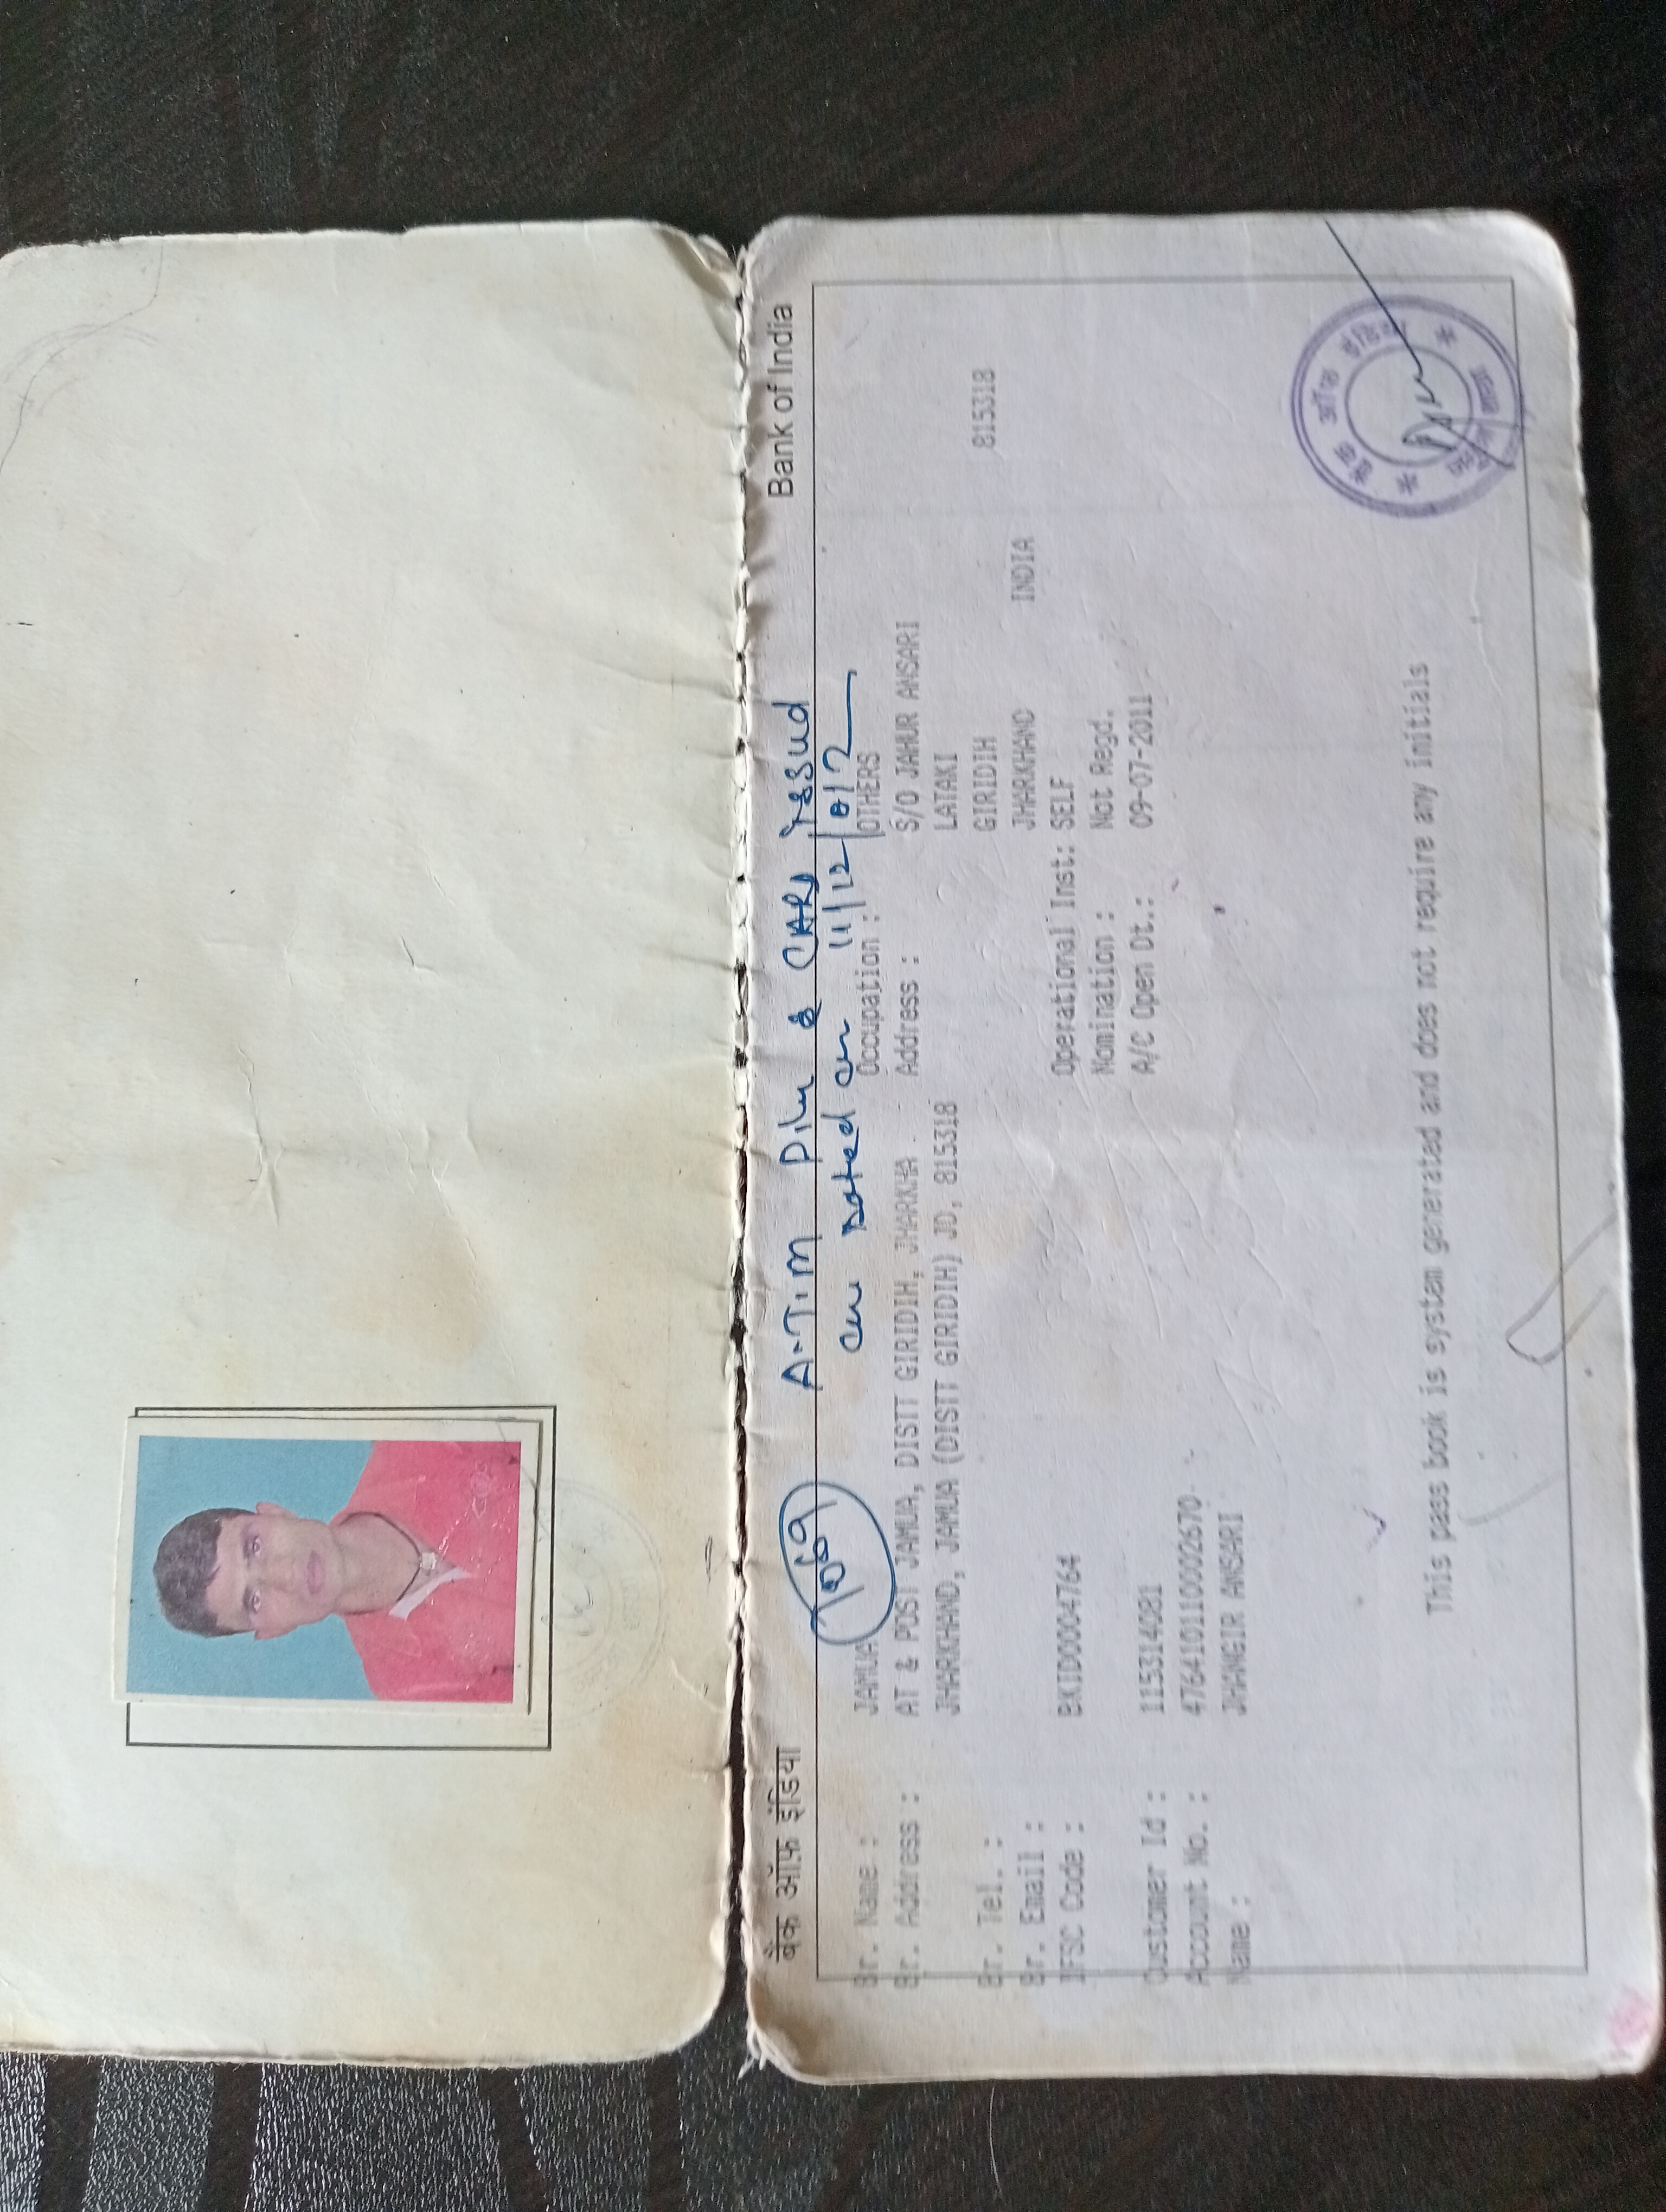 बैंक ऑफ़ इंडिया Bank of India
A-T-M Pin & CARD issud
on Dated on 11/12/012
7069
Br. Name : JAMUA Occupation : OTHERS
Br. Address : AT & POST JAMUA, DISTT GIRIDIH, JHARKHA Address : S/O JAHUR ANSARI
JHARKHAND, JAMUA (DISTT GIRIDIH) JD, 815318 LATAKI
Br. Tel. : GIRIDIH 815318
Br. Email : JHARKHAND INDIA
IFSC Code : BKID0004764 Operational Inst: SELF
Nomination : Not Regd.
Customer Id : 115314081 A/C Open Dt.: 09-07-2011
Account No. : 476410110002670
Name : JHANGIR ANSARI
This pass book is system generated and does not require any initials
बैंक ऑफ इंडिया